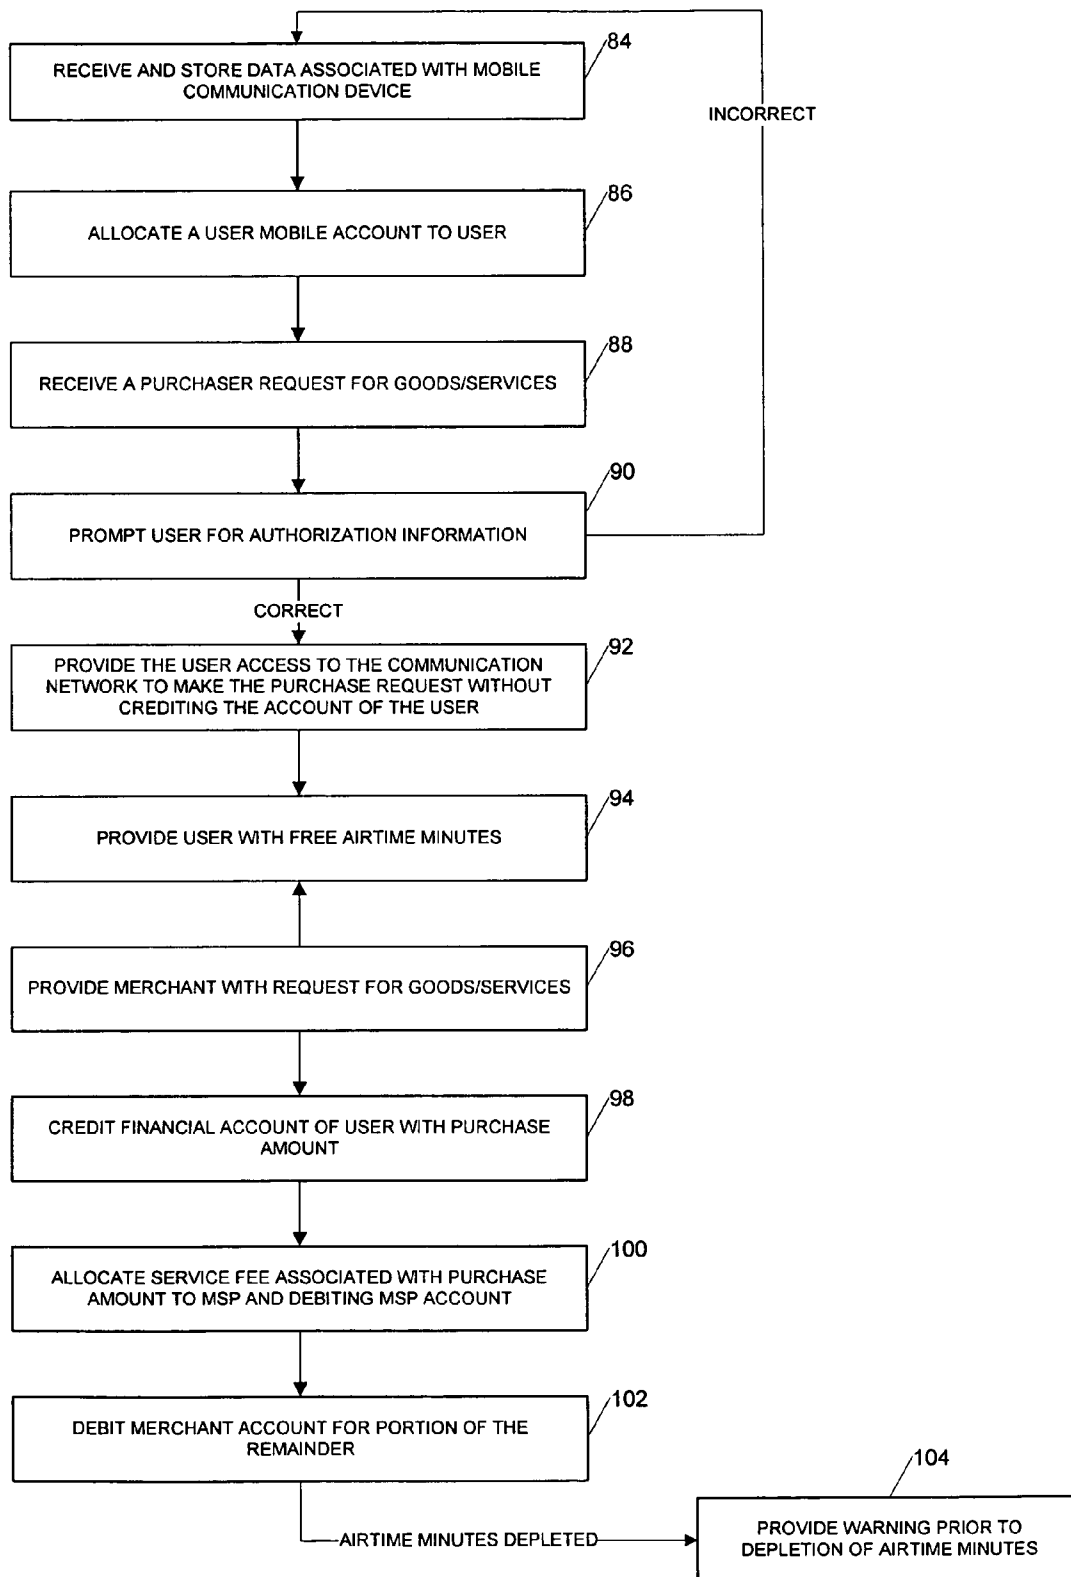 84
RECEIVE AND STORE DATA ASSOCIATED WITH MOBILE
COMMUNICATION DEVICE
INCORRECT
86
ALLOCATE A USER MOBILE ACCOUNT TO USER
88
RECEIVE A PURCHASER REQUEST FOR GOODS/SERVICES
90
PROMPT USER FOR AUTHORIZATION INFORMATION
CORRECT
92
PROVIDE THE USER ACCESS TO THE COMMUNICATION
NETWORK TO MAKE THE PURCHASE REQUEST WITHOUT
CREDITING THE ACCOUNT OF THE USER
94
PROVIDE USER WITH FREE AIRTIME MINUTES
96
PROVIDE MERCHANT WITH REQUEST FOR GOODS/SERVICES
98
CREDIT FINANCIAL ACCOUNT OF USER WITH PURCHASE
AMOUNT
100
ALLOCATE SERVICE FEE ASSOCIATED WITH PURCHASE
AMOUNT TO MSP AND DEBITING MSP ACCOUNT
102
DEBIT MERCHANT ACCOUNT FOR PORTION OF THE
REMAINDER
104
AIRTIME MINUTES DEPLETED
PROVIDE WARNING PRIOR TO
DEPLETION OF AIRTIME MINUTES